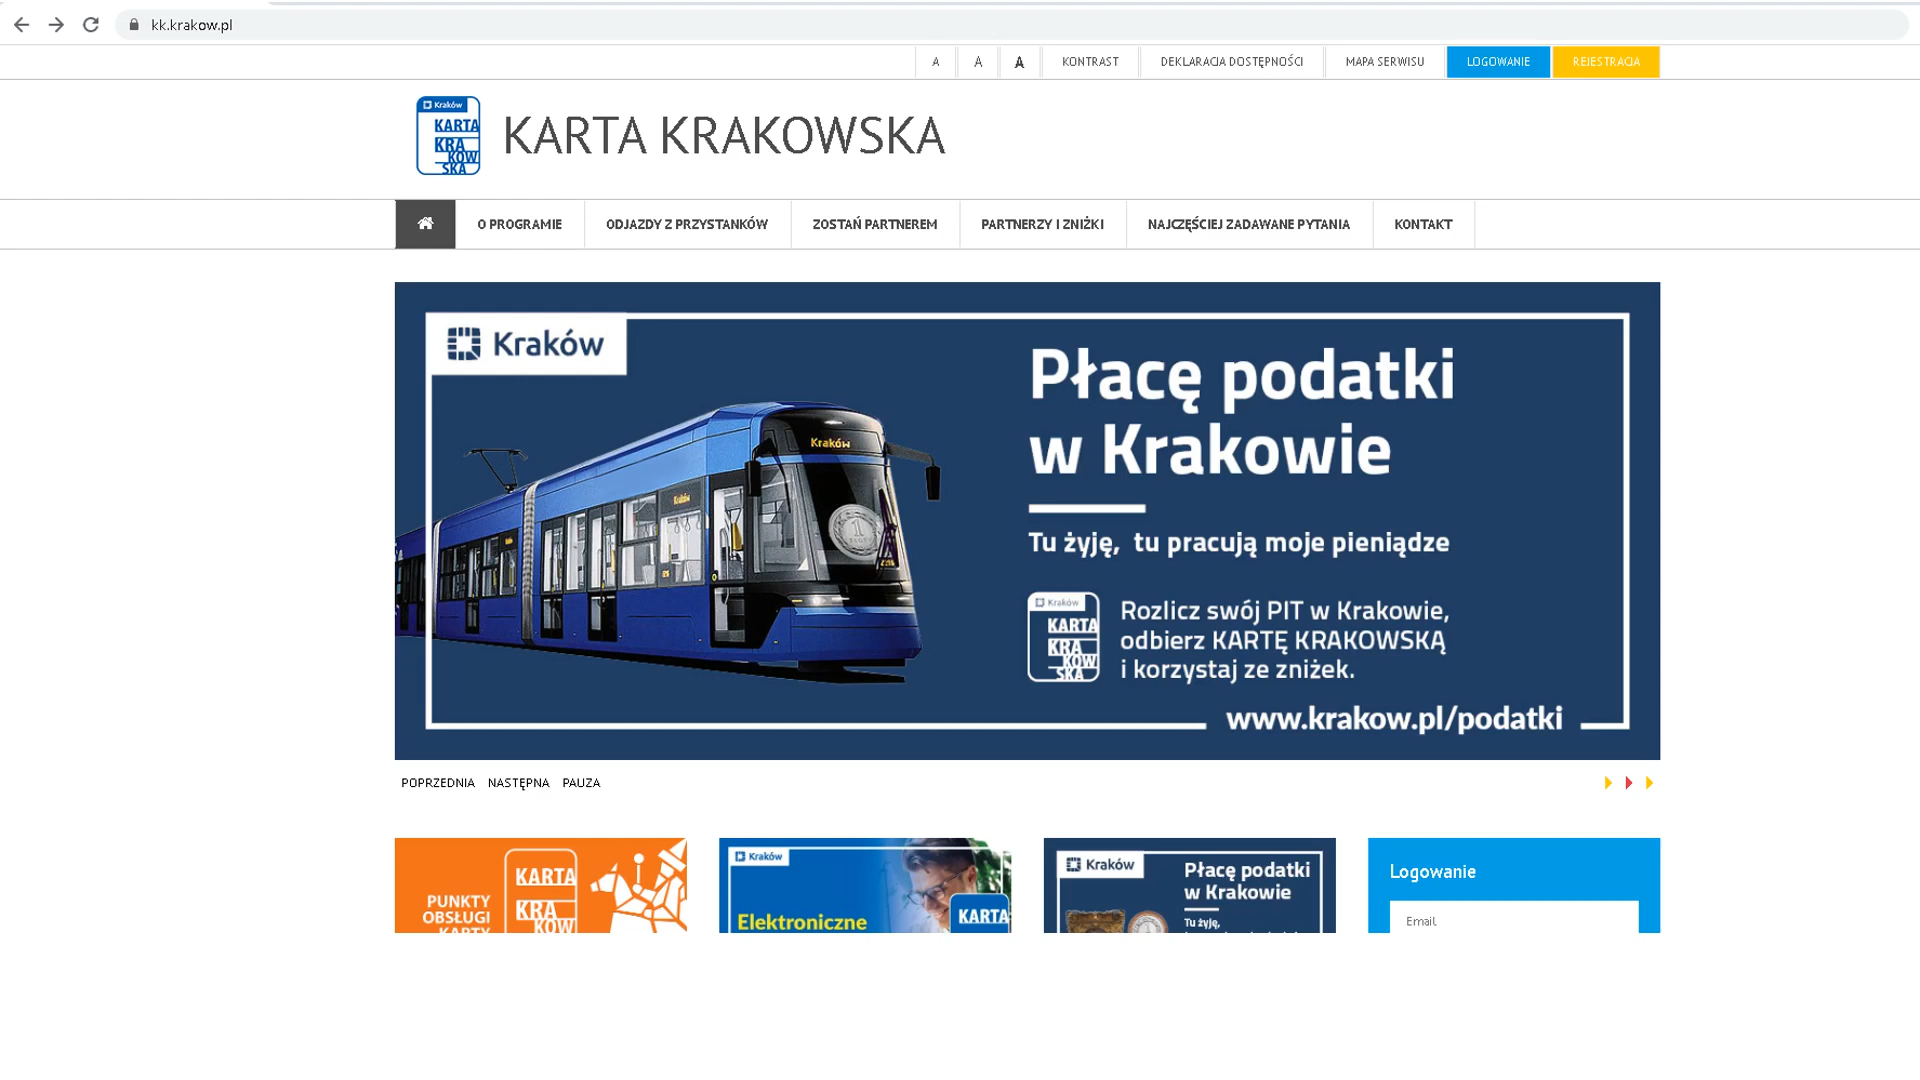 kk.krakow.pl
A A A KONTRAST DEKLARACJA DOSTĘPNOŚCI MAPA SERWISU LOGOWANIE REJESTRACJA
Kraków
KARTA
KRA
KOW
SKA
KARTA KRAKOWSKA
O PROGRAMIE ODJAZDY Z PRZYSTANKÓW ZOSTAŃ PARTNEREM PARTNERZY I ZNIŻKI NAJCZĘŚCIEJ ZADAWANE PYTANIA KONTAKT
Kraków
Kraków
Kraków
1
Płacę podatki
w Krakowie
Tu żyję, tu pracują moje pieniądze
Kraków
KARTA
KRA
KOW
SKA
Rozlicz swój PIT w Krakowie,
odbierz KARTĘ KRAKOWSKĄ
i korzystaj ze zniżek.
www.krakow.pl/podatki
POPRZEDNIA NASTĘPNA PAUZA
PUNKTY
OBSŁUGI
KARTY
KARTA
KRA
KOW
Kraków
Elektroniczne
KARTA
Kraków
Płacę podatki
w Krakowie
Tu żyję,
Logowanie
Email